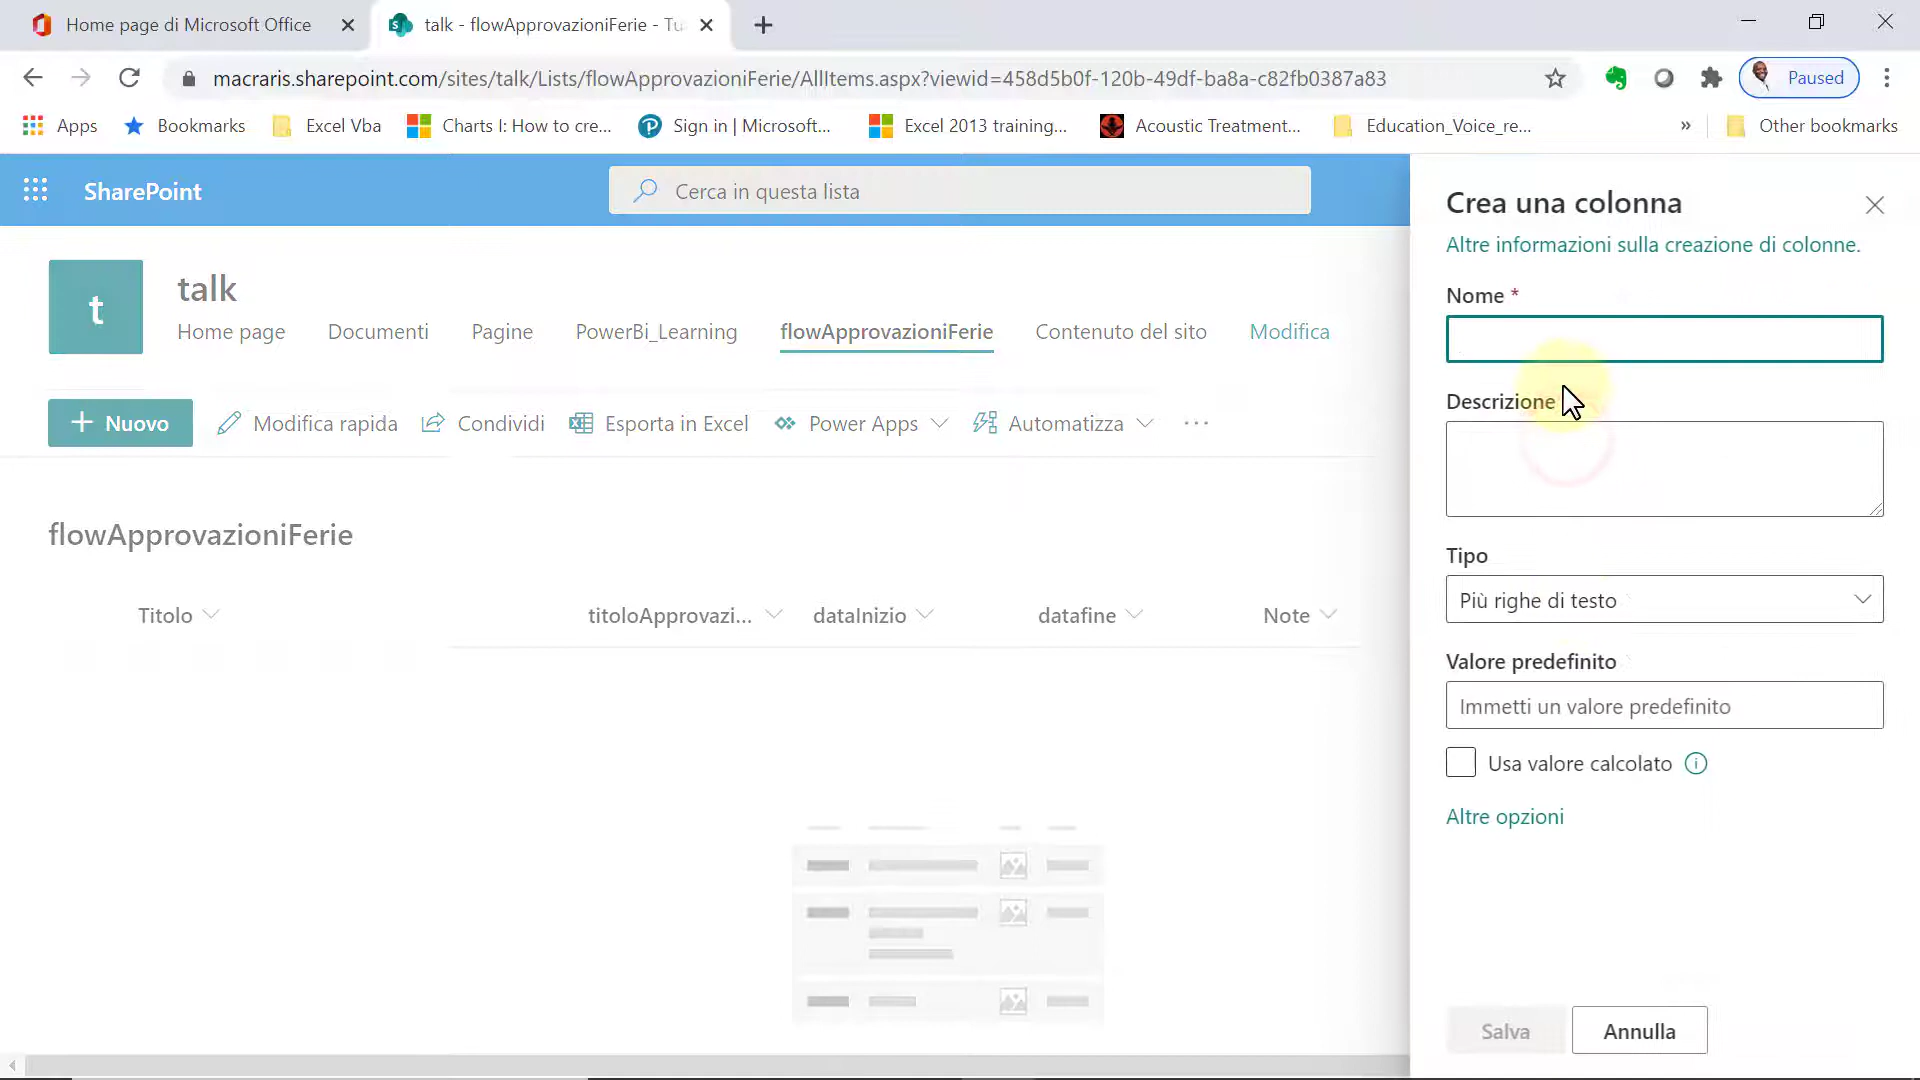 Home page di Microsoft Office
talk - flowApprovazioniFerie - Tu
macraris.sharepoint.com/sites/talk/Lists/flowApprovazioniFerie/AllItems.aspx?viewid=458d5b0f-120b-49df-ba8a-c82fb0387a83
Paused
Apps
Bookmarks
Excel Vba
Charts I: How to cre...
Sign in | Microsoft...
Excel 2013 training...
Acoustic Treatment...
Education_Voice_re...
»
Other bookmarks
SharePoint
Cerca in questa lista
t
talk
Home page
Documenti
Pagine
PowerBi_Learning
flowApprovazioniFerie
Contenuto del sito
Modifica
+ Nuovo
Modifica rapida
Condividi
Esporta in Excel
Power Apps
Automatizza
...
flowApprovazioniFerie
Titolo
titoloApprovazi...
dataInizio
datafine
Note
Crea una colonna
Altre informazioni sulla creazione di colonne.
Nome *
Descrizione
Tipo
Più righe di testo
Valore predefinito
Immetti un valore predefinito
Usa valore calcolato
Altre opzioni
Salva
Annulla